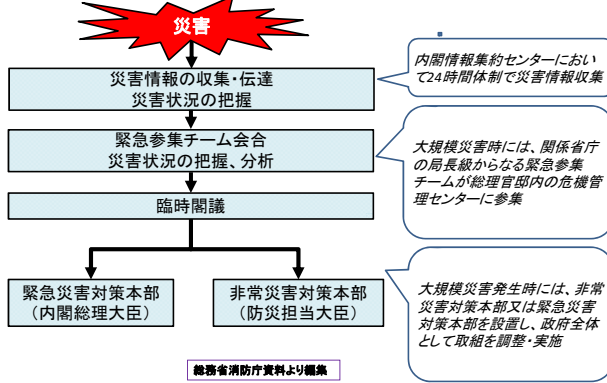 災害
災害情報の収集・伝達
災害状況の把握
内閣情報集約センターにおい
て24時間体制で災害情報収集
緊急参集チーム会合
災害状況の把握、分析
大規模災害時には、関係省庁
の局長級からなる緊急参集
チームが総理官邸内の危機管
理センターに参集
臨時閣議
緊急災害対策本部
（内閣総理大臣）
非常災害対策本部
（防災担当大臣）
大規模災害発生時には、非常
災害対策本部又は緊急災害
対策本部を設置し、政府全体
として取組を調整・実施
総務省消防庁資料より編集